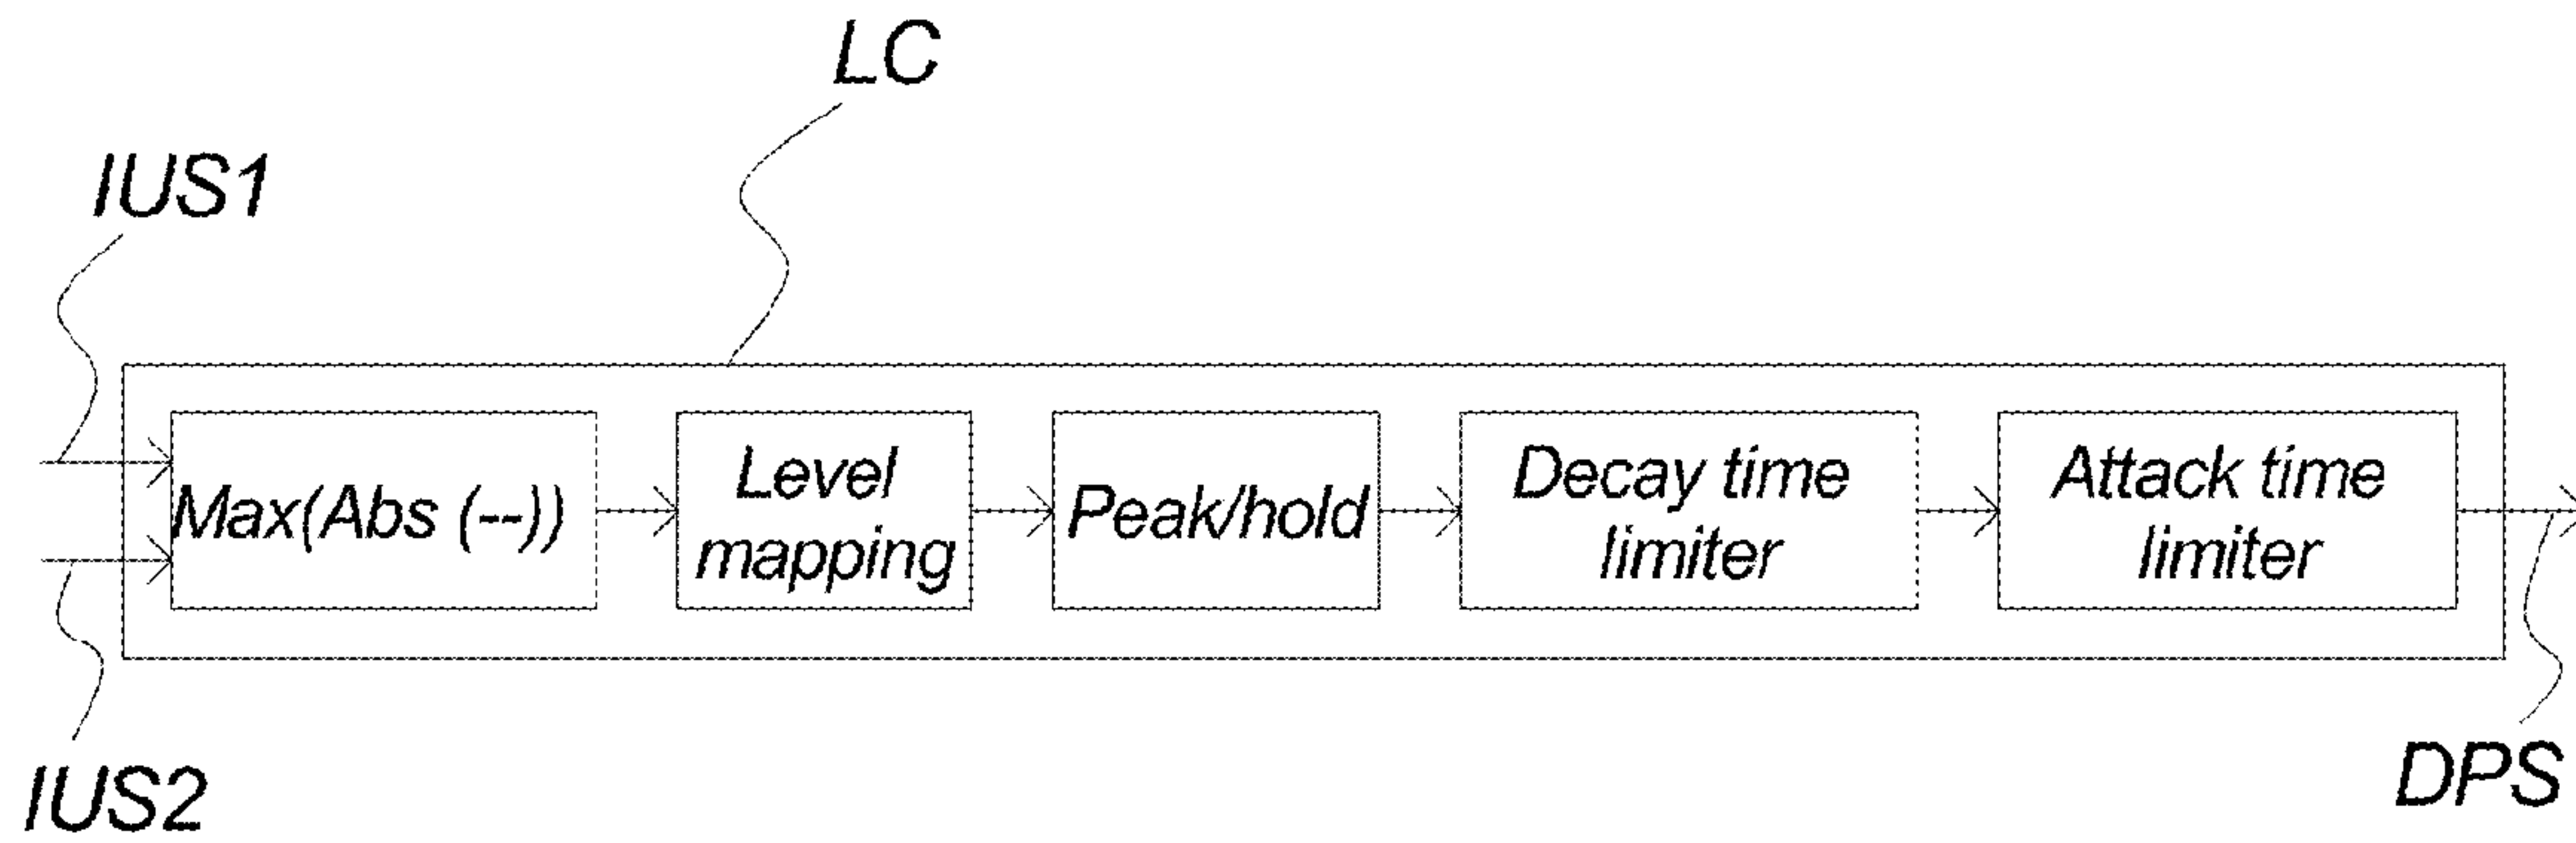 LC
IUS1
Max(Abs (--))
Level
mapping
Peak/hold
Decay time
limiter
Attack time
limiter
IUS2
DPS